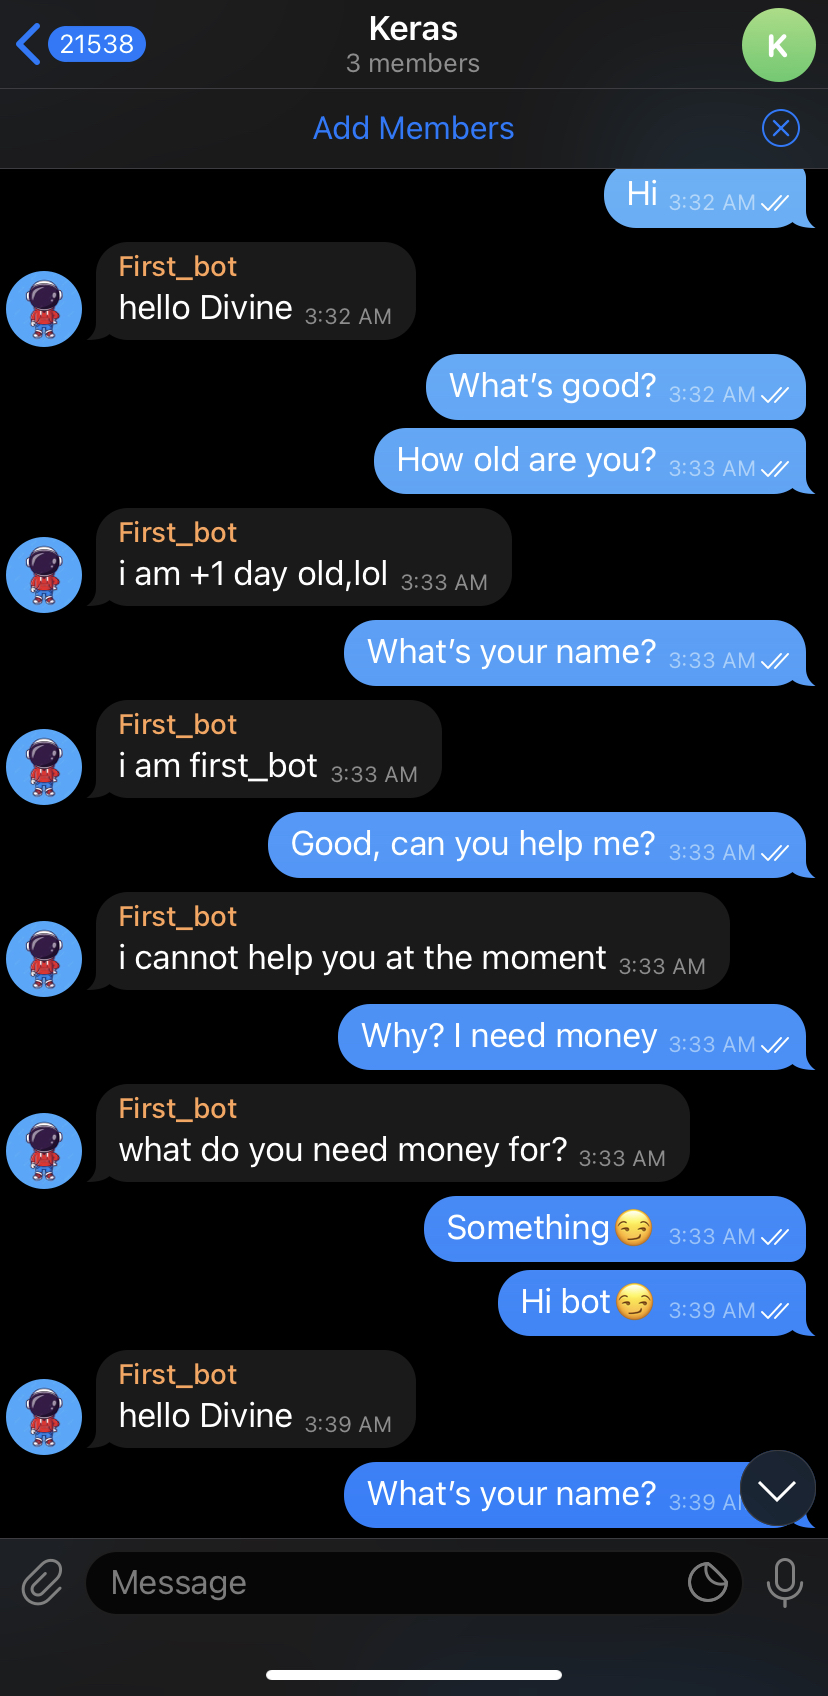 21538
Keras
3 members
K
Add Members
Hi 3:32 AM
First_bot
hello Divine 3:32 AM
What’s good? 3:32 AM
How old are you? 3:33 AM
First_bot
i am +1 day old,lol 3:33 AM
What’s your name? 3:33 AM
First_bot
i am first_bot 3:33 AM
Good, can you help me? 3:33 AM
First_bot
i cannot help you at the moment 3:33 AM
Why? I need money 3:33 AM
First_bot
what do you need money for? 3:33 AM
Something😏 3:33 AM
Hi bot😏 3:39 AM
First_bot
hello Divine 3:39 AM
What’s your name? 3:39
Message